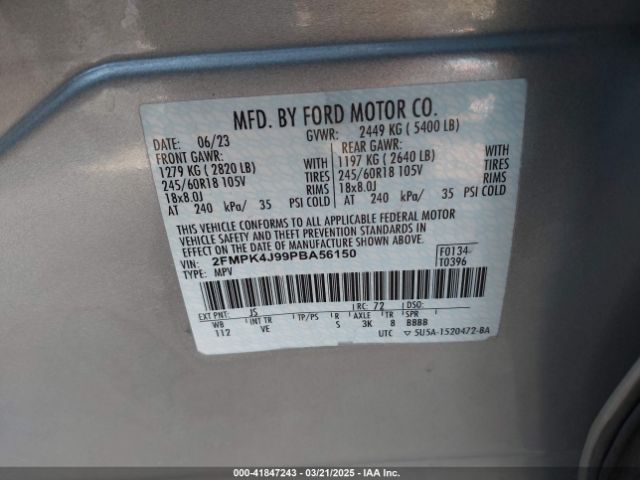 MFD. BY FORD MOTOR CO.
DATE: 06/23 GVWR: 2449 KG ( 5400 LB)
FRONT GAWR: REAR GAWR:
1279 KG ( 2820 LB) WITH 1197 KG ( 2640 LB) WITH
245/60R18 105V TIRES 245/60R18 105V TIRES
18x8.0J RIMS 18x8.0J RIMS
AT 240 kPa/ 35 PSI COLD AT 240 kPa/ 35 PSI COLD
THIS VEHICLE CONFORMS TO ALL APPLICABLE FEDERAL MOTOR
VEHICLE SAFETY AND THEFT PREVENTION STANDARDS IN
EFFECT ON THE DATE OF MANUFACTURE SHOWN ABOVE.
VIN: 2FMPK4J99PBA56150 F0134
TYPE: MPV T0396
EXT PNT: JS RC: 72 DSO:
WB INT TR TP/PS R AXLE TR SPR
112 VE S 3K 8 BBBB
UTC ▽ 5U5A-1520472-BA
00-41847243 - 03/21/2025 - IAA Inc.